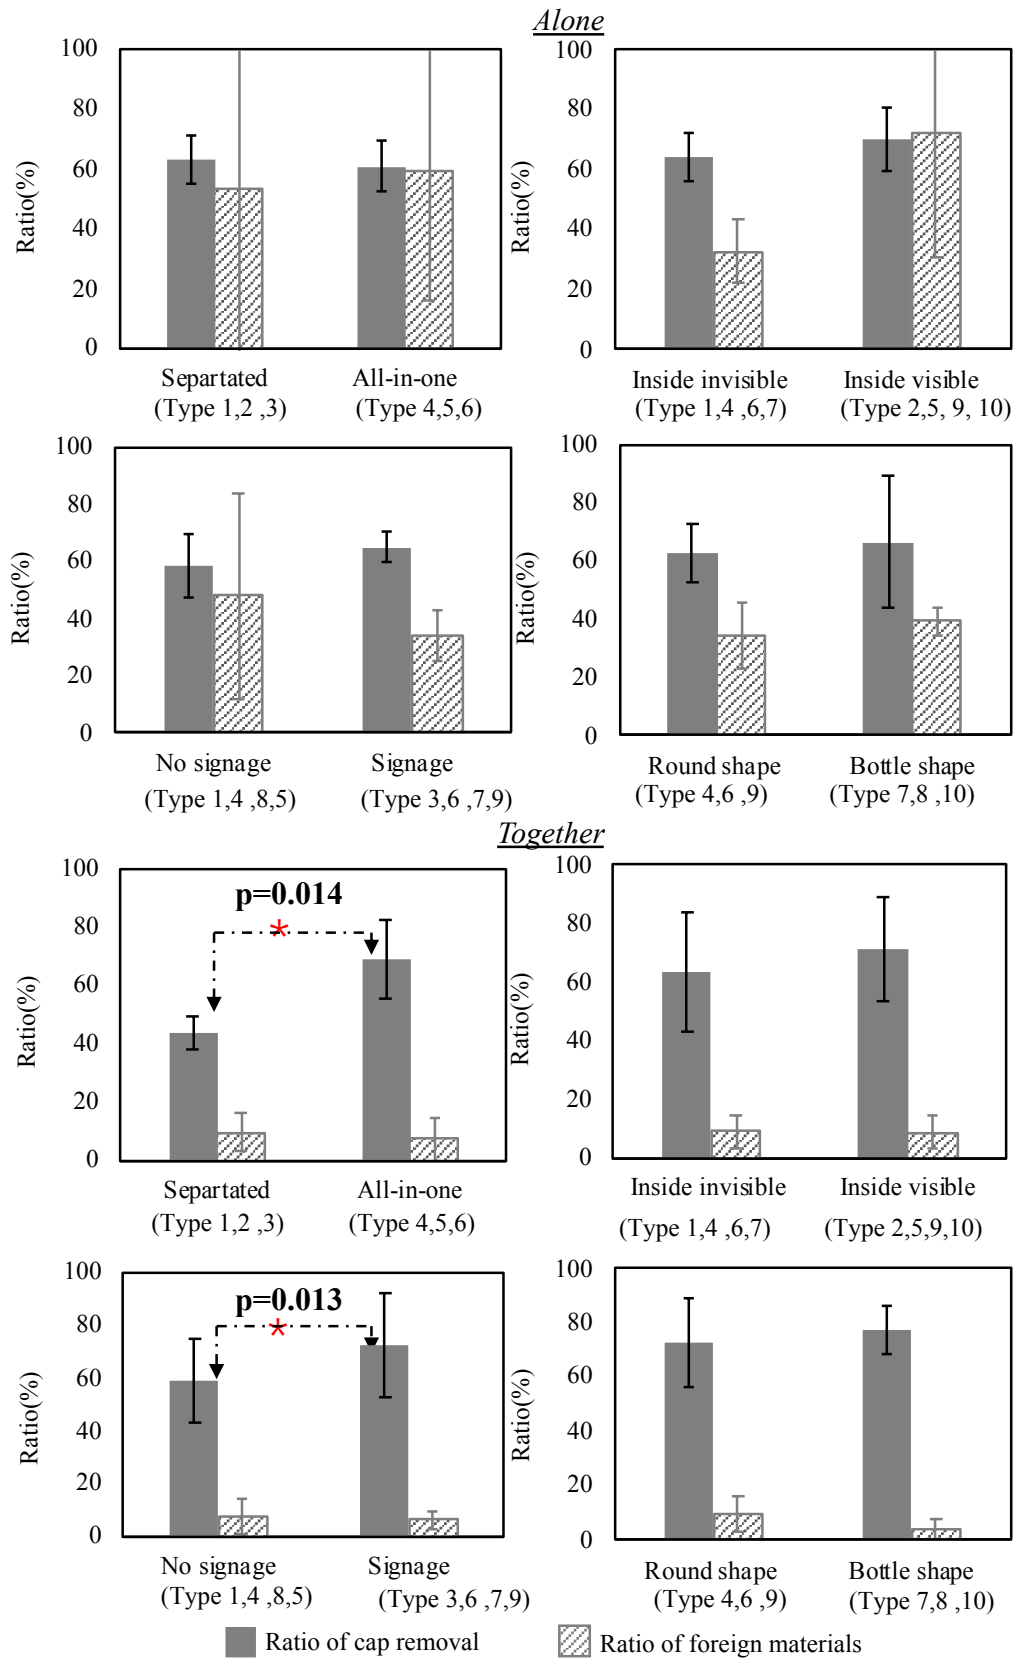 Alone
100
80
60
40
20
0
Ratio(%)
Separtated
(Type 1,2 ,3)
All-in-one
(Type 4,5,6)
100
80
60
40
20
0
Ratio(%)
Inside invisible
(Type 1,4 ,6,7)
Inside visible
(Type 2,5, 9, 10)
100
80
60
40
20
0
Ratio(%)
No signage
(Type 1,4 ,8,5)
Signage
(Type 3,6 ,7,9)
100
80
60
40
20
0
Ratio(%)
Round shape
(Type 4,6 ,9)
Bottle shape
(Type 7,8 ,10)
Together
100
80
60
40
20
0
Ratio(%)
p=0.014
*
Separtated
(Type 1,2 ,3)
All-in-one
(Type 4,5,6)
100
80
60
40
20
0
Ratio(%)
Inside invisible
(Type 1,4 ,6,7)
Inside visible
(Type 2,5,9,10)
100
80
60
40
20
0
Ratio(%)
p=0.013
*
No signage
(Type 1,4 ,8,5)
Signage
(Type 3,6 ,7,9)
100
80
60
40
20
0
Ratio(%)
Round shape
(Type 4,6 ,9)
Bottle shape
(Type 7,8 ,10)
Ratio of cap removal
Ratio of foreign materials